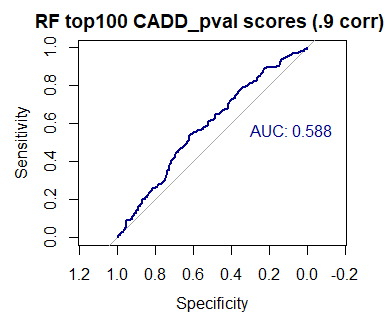 RF top100 CADD_pval scores (.9 corr)
1.0
0.8
0.6
0.4
0.2
0.0
Sensitivity
AUC: 0.588
1.2 1.0 0.8 0.6 0.4 0.2 0.0 -0.2
Specificity